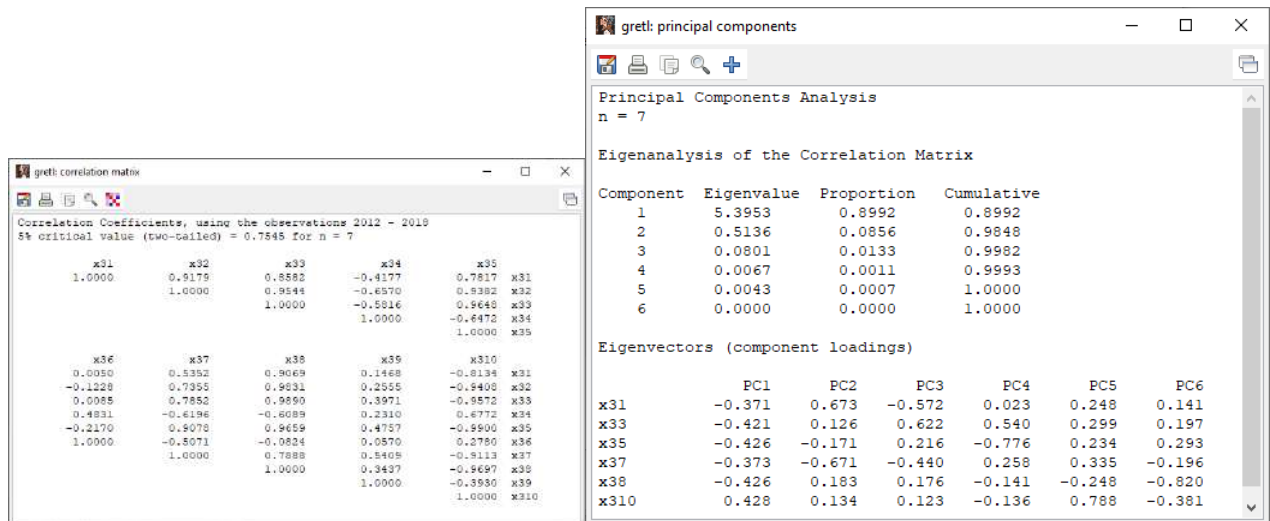 gretl: correlation matrix
Correlation Coefficients, using the observations 2012 - 2018
5% critical value (two-tailed) = 0.7545 for n = 7
x31 x32 x33 x34 x35
1.0000 0.9179 0.8582 -0.4177 0.7817 x31
1.0000 0.9544 -0.6570 0.9382 x32
1.0000 -0.5816 0.9648 x33
1.0000 -0.6472 x34
1.0000 x35
x36 x37 x38 x39 x310
0.0050 0.5352 0.9069 0.1468 -0.8134 x31
-0.1228 0.7355 0.9831 0.2555 -0.9408 x32
0.0085 0.7852 0.9890 0.3971 -0.9572 x33
0.4831 -0.6196 -0.6089 0.2310 0.6772 x34
-0.2170 0.9078 0.9659 0.4757 -0.9900 x35
1.0000 -0.5071 -0.0824 0.0570 0.2780 x36
1.0000 0.7888 0.5409 -0.9113 x37
1.0000 0.3437 -0.9697 x38
1.0000 -0.3930 x39
1.0000 x310
gretl: principal components
Principal Components Analysis
n = 7
Eigenanalysis of the Correlation Matrix
Component Eigenvalue Proportion Cumulative
1 5.3953 0.8992 0.8992
2 0.5136 0.0856 0.9848
3 0.0801 0.0133 0.9982
4 0.0067 0.0011 0.9993
5 0.0043 0.0007 1.0000
6 0.0000 0.0000 1.0000
Eigenvectors (component loadings)
PC1 PC2 PC3 PC4 PC5 PC6
x31 -0.371 0.673 -0.572 0.023 0.248 0.141
x33 -0.421 0.126 0.622 0.540 0.299 0.197
x35 -0.426 -0.171 0.216 -0.776 0.234 0.293
x37 -0.373 -0.671 -0.440 0.258 0.335 -0.196
x38 -0.426 0.183 0.176 -0.141 -0.248 -0.820
x310 0.428 0.134 0.123 -0.136 0.788 -0.381